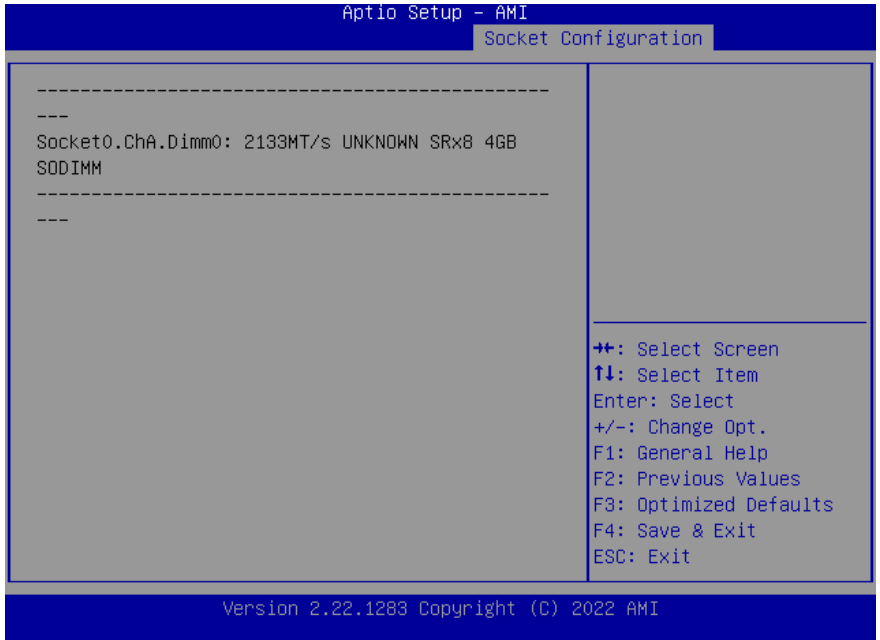 Aptio Setup – AMI
Socket Configuration
-----------------------------------------------
---
Socket0.ChA.Dimm0: 2133MT/s UNKNOWN SRx8 4GB
SODIMM
-----------------------------------------------
---
→←: Select Screen
↑↓: Select Item
Enter: Select
+/-: Change Opt.
F1: General Help
F2: Previous Values
F3: Optimized Defaults
F4: Save & Exit
ESC: Exit
Version 2.22.1283 Copyright (C) 2022 AMI